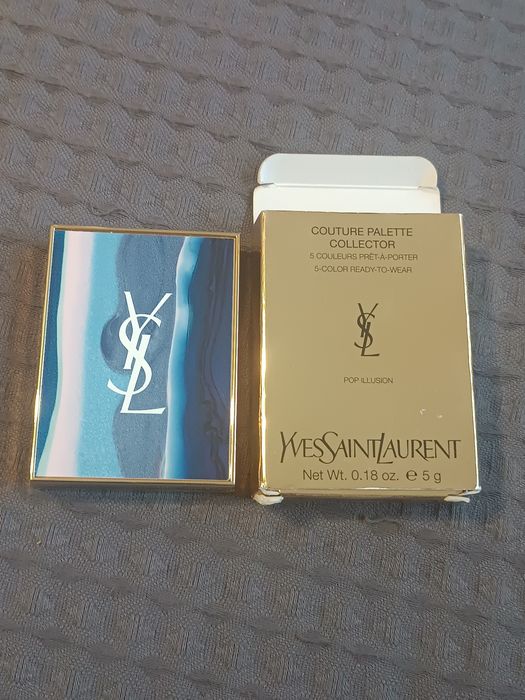 YSL
COUTURE PALETTE
COLLECTOR
5 COULEURS PRÊT-À-PORTER
5-COLOR READY-TO-WEAR
YSL
POP ILLUSION
YVESSAINTLAURENT
Net Wt. 0.18 oz. ℮ 5 g